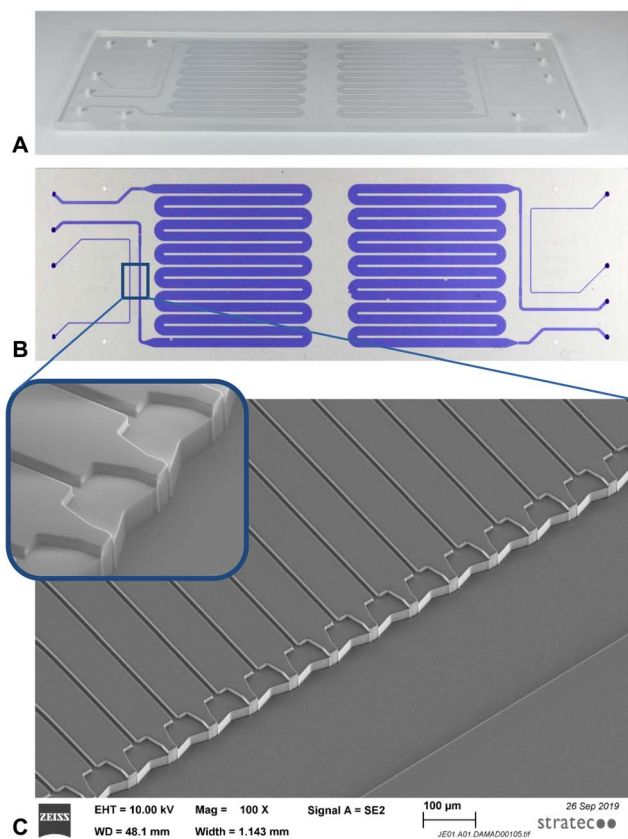 A
B
C
ZEISS
EHT = 10.00 kV Mag = 100 X Signal A = SE2 100 µm 26 Sep 2019
WD = 48.1 mm Width = 1.143 mm JE01.A01.DAMAD00105.tif stratec